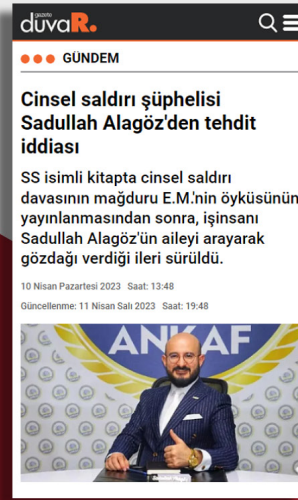 gazete
duvaR.
GÜNDEM
Cinsel saldırı şüphelisi
Sadullah Alagöz'den tehdit
iddiası
SS isimli kitapta cinsel saldırı
davasının mağduru E.M.'nin öyküsünün
yayınlanmasından sonra, işinsanı
Sadullah Alagöz'ün aileyi arayarak
gözdağı verdiği ileri sürüldü.
10 Nisan Pazartesi 2023 Saat: 13:48
Güncellenme: 11 Nisan Salı 2023 Saat: 19:48
ANKAF